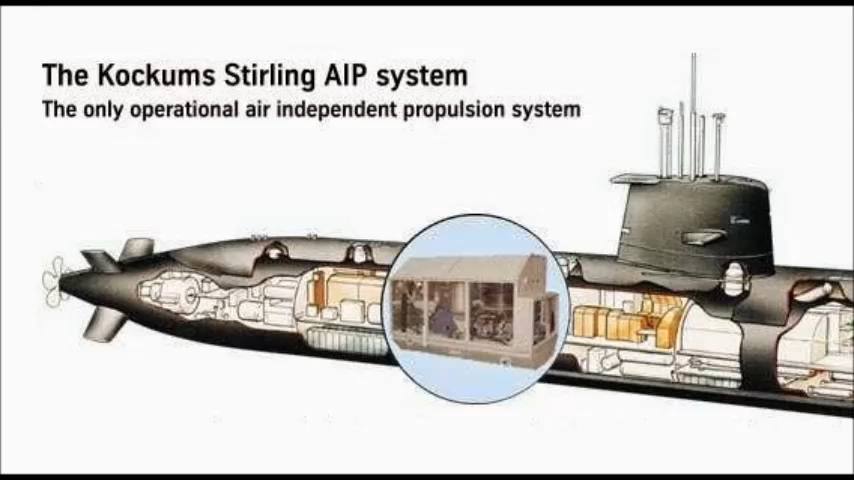 The Kockums Stirling AIP system
The only operational air independent propulsion system